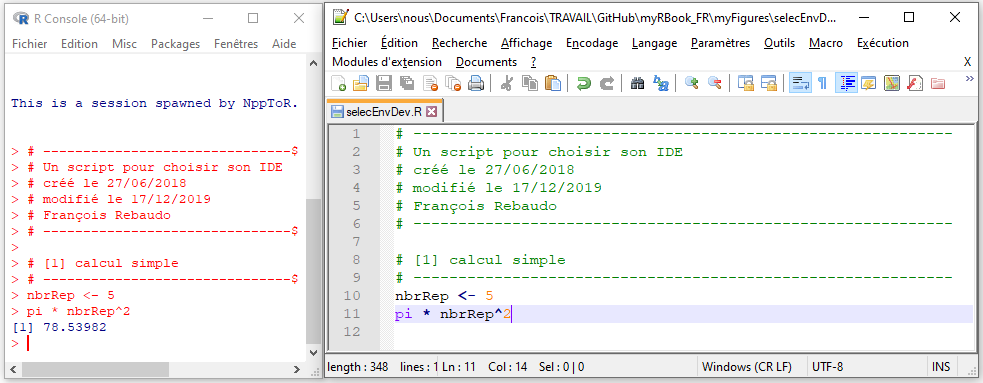 R Console (64-bit)
Fichier Edition Misc Packages Fenêtres Aide
This is a session spawned by NppToR.
> # -------------------------------$
> # Un script pour choisir son IDE
> # créé le 27/06/2018
> # modifié le 17/12/2019
> # François Rebaudo
> # -------------------------------$
>
> # [1] calcul simple
> # -------------------------------$
> nbrRep <- 5
> pi * nbrRep^2
[1] 78.53982
>
C:\Users\nous\Documents\Francois\TRAVAIL\GitHub\myRBook_FR\myFigures\selecEnvD...
Fichier Édition Recherche Affichage Encodage Langage Paramètres Outils Macro Exécution
Modules d'extension Documents ? X
selecEnvDev.R
1 # ------------------------------------------------------------
2 # Un script pour choisir son IDE
3 # créé le 27/06/2018
4 # modifié le 17/12/2019
5 # François Rebaudo
6 # ------------------------------------------------------------
7
8 # [1] calcul simple
9 # ------------------------------------------------------------
10 nbrRep <- 5
11 pi * nbrRep^2
12
length : 348 lines : 1 Ln : 11 Col : 14 Sel : 0 | 0 Windows (CR LF) UTF-8 INS